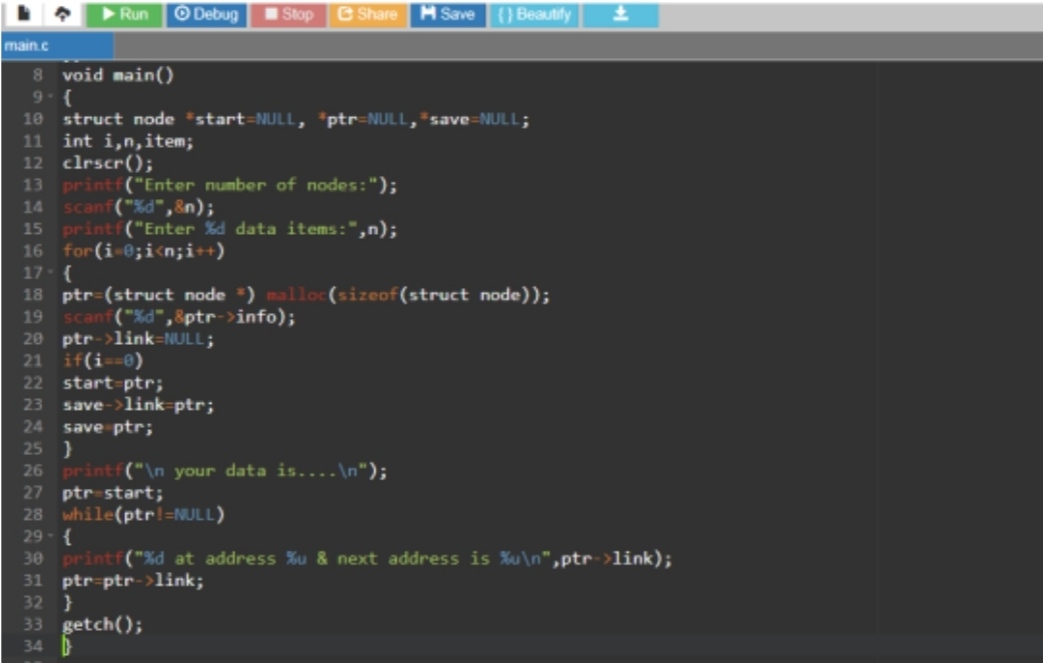 Run Debug Stop Share Save {} Beautify
main.c
8 void main()
9 {
10 struct node *start=NULL, *ptr=NULL,*save=NULL;
11 int i,n,item;
12 clrscr();
13 printf("Enter number of nodes:");
14 scanf("%d",&n);
15 printf("Enter %d data items:",n);
16 for(i=0;i<n;i++)
17 {
18 ptr=(struct node *) malloc(sizeof(struct node));
19 scanf("%d",&ptr->info);
20 ptr->link=NULL;
21 if(i==0)
22 start=ptr;
23 save->link=ptr;
24 save=ptr;
25 }
26 printf("\n your data is....\n");
27 ptr=start;
28 while(ptr!=NULL)
29 {
30 printf("%d at address %u & next address is %u\n",ptr->link);
31 ptr=ptr->link;
32 }
33 getch();
34 }